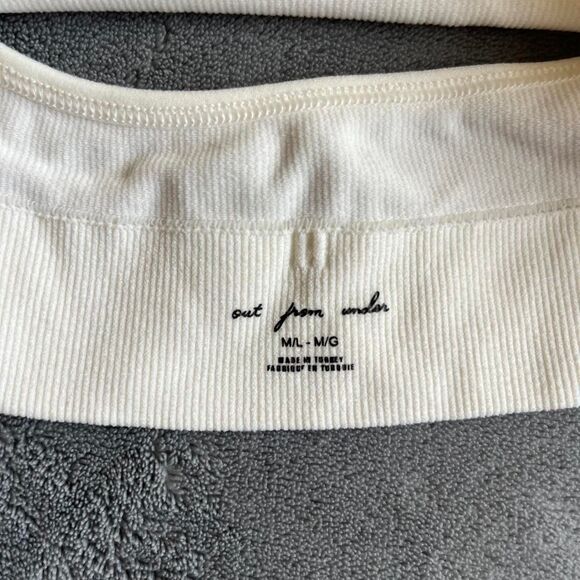 out from under
M/L - M/G
MADE IN TURKEY
FABRIQUÉ EN TURQUIE